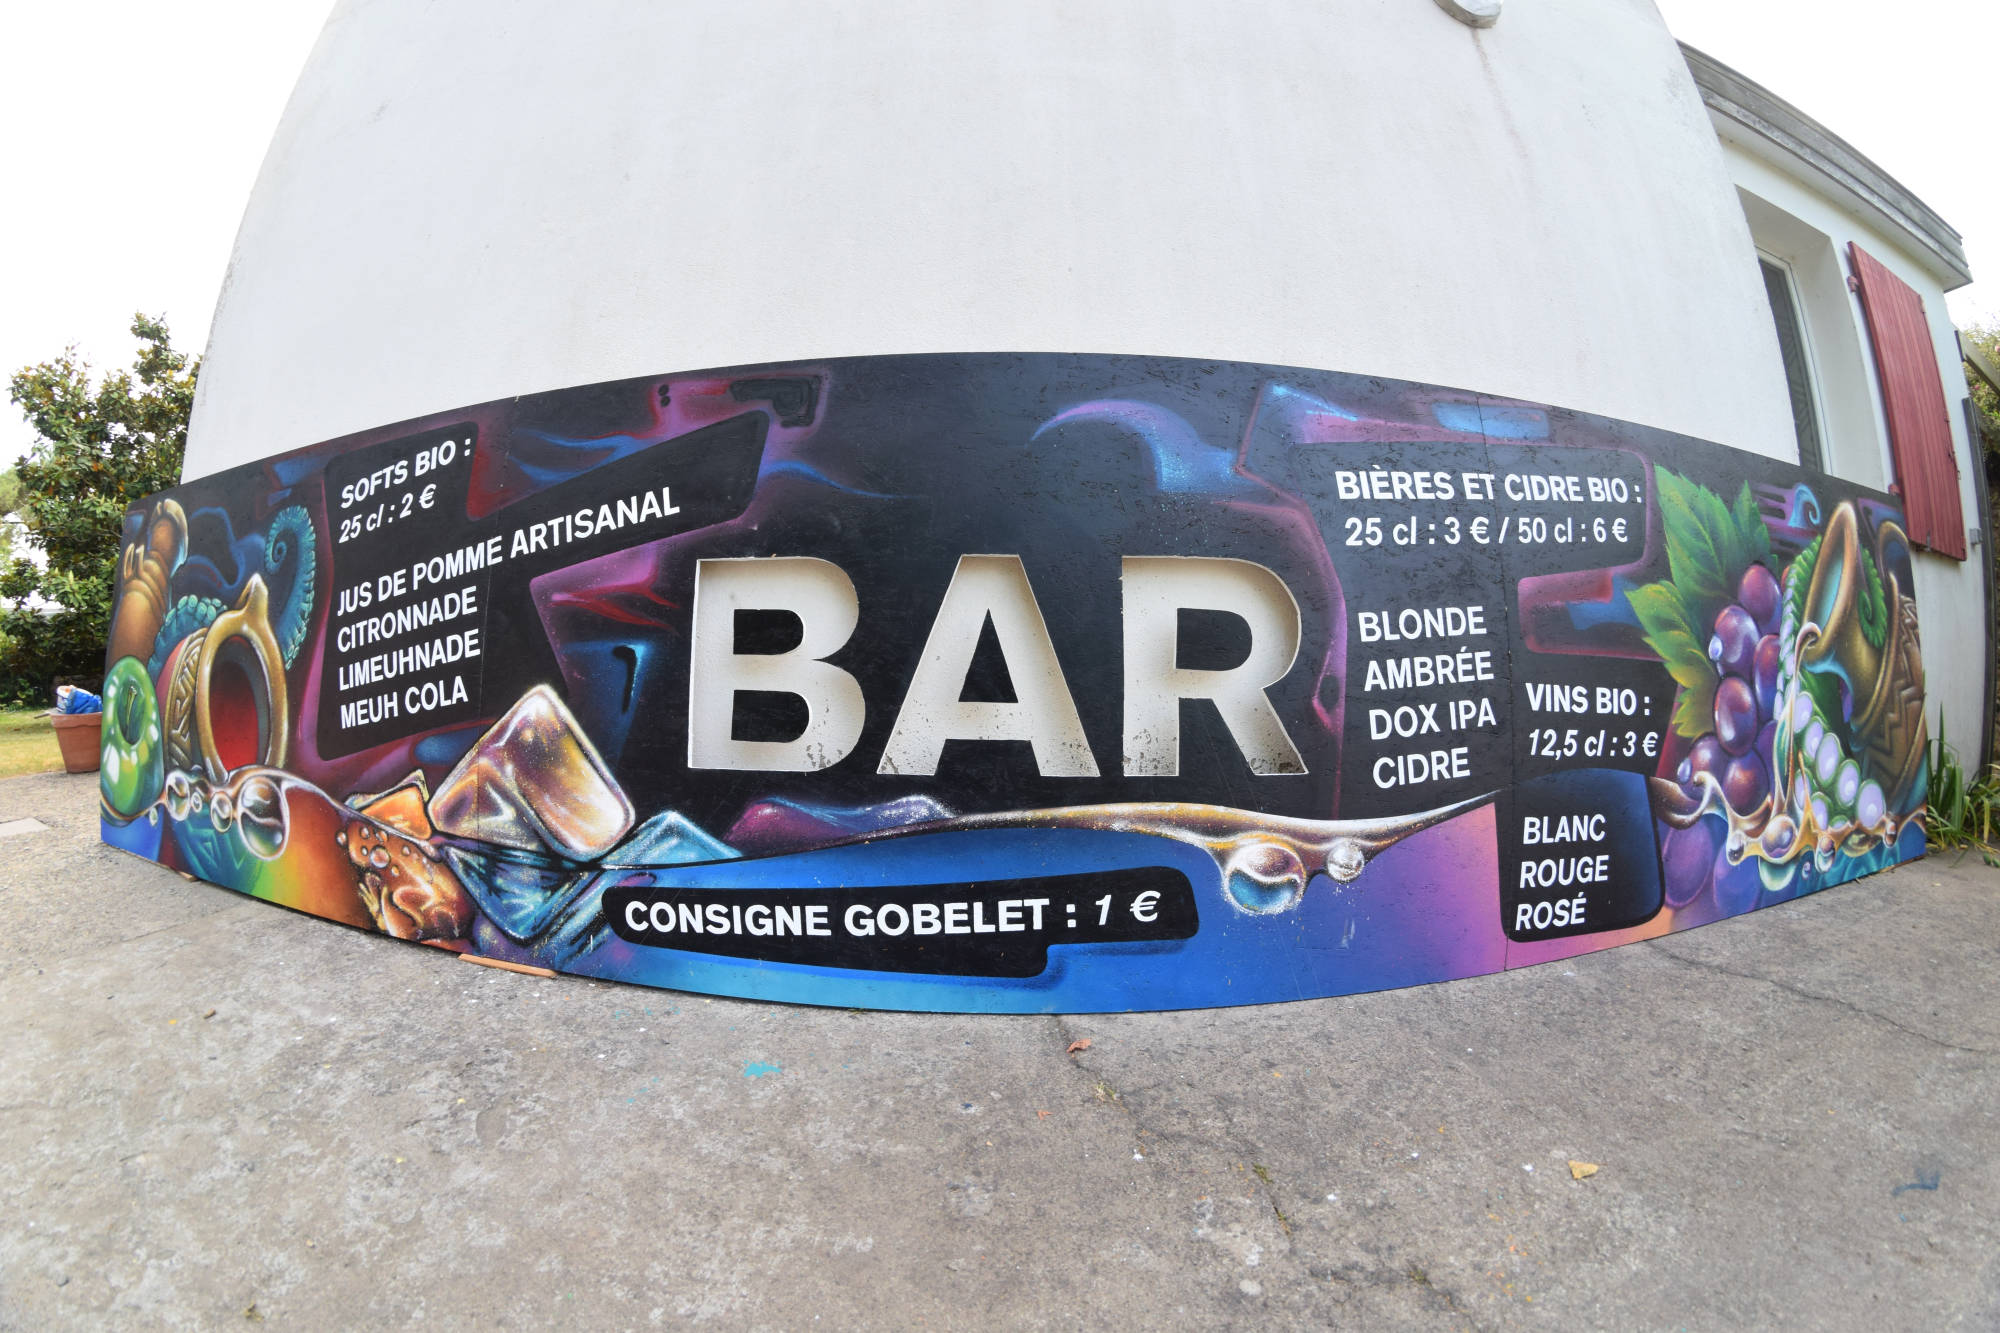 SOFTS BIO :
25 cl : 2 €
JUS DE POMME ARTISANAL
CITRONNADE
LIMEUHNADE
MEUH COLA
BAR
CONSIGNE GOBELET : 1 €
BIÈRES ET CIDRE BIO :
25 cl : 3 € / 50 cl : 6 €
BLONDE
AMBRÉE
DOX IPA
CIDRE
VINS BIO :
12,5 cl : 3 €
BLANC
ROUGE
ROSÉ